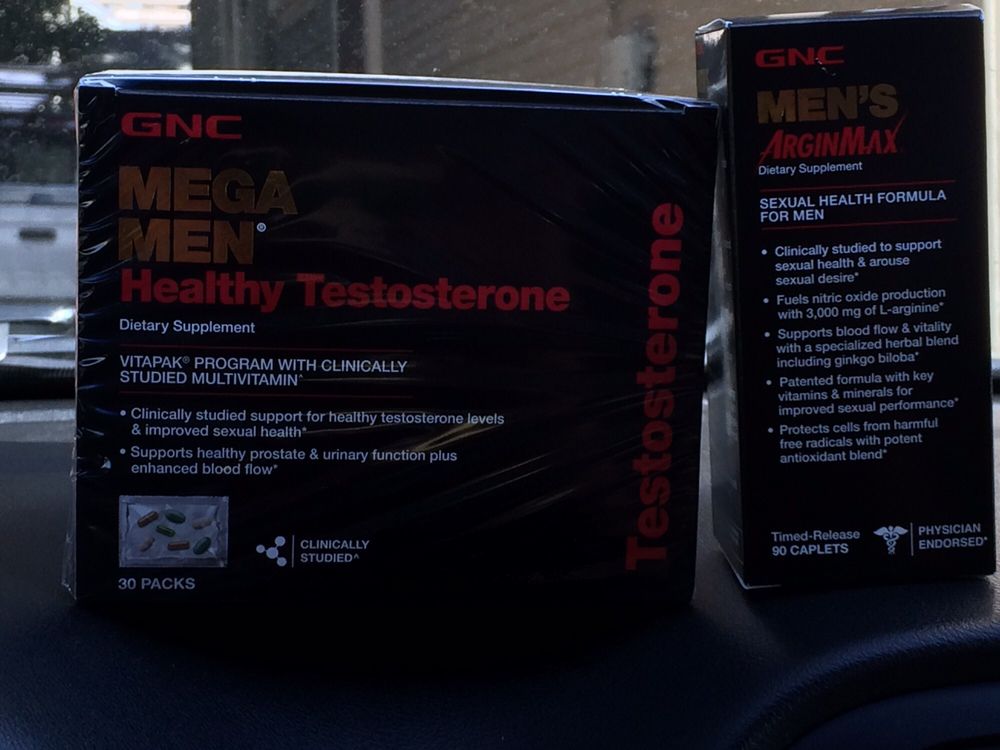 GNC
MEGA
MEN®
Healthy Testosterone
Dietary Supplement
VITAPAK® PROGRAM WITH CLINICALLY
STUDIED MULTIVITAMIN^
• Clinically studied support for healthy testosterone levels
& improved sexual health*
• Supports healthy prostate & urinary function plus
enhanced blood flow*
CLINICALLY
STUDIED^
30 PACKS
Testosterone
GNC
MEN'S
ARGINMAX
Dietary Supplement
SEXUAL HEALTH FORMULA
FOR MEN
• Clinically studied to support
sexual health & arouse
sexual desire*
• Fuels nitric oxide production
with 3,000 mg of L-arginine*
• Supports blood flow & vitality
with a specialized herbal blend
including ginkgo biloba*
• Patented formula with key
vitamins & minerals for
improved sexual performance*
• Protects cells from harmful
free radicals with potent
antioxidant blend*
Timed-Release
90 CAPLETS
PHYSICIAN
ENDORSED*